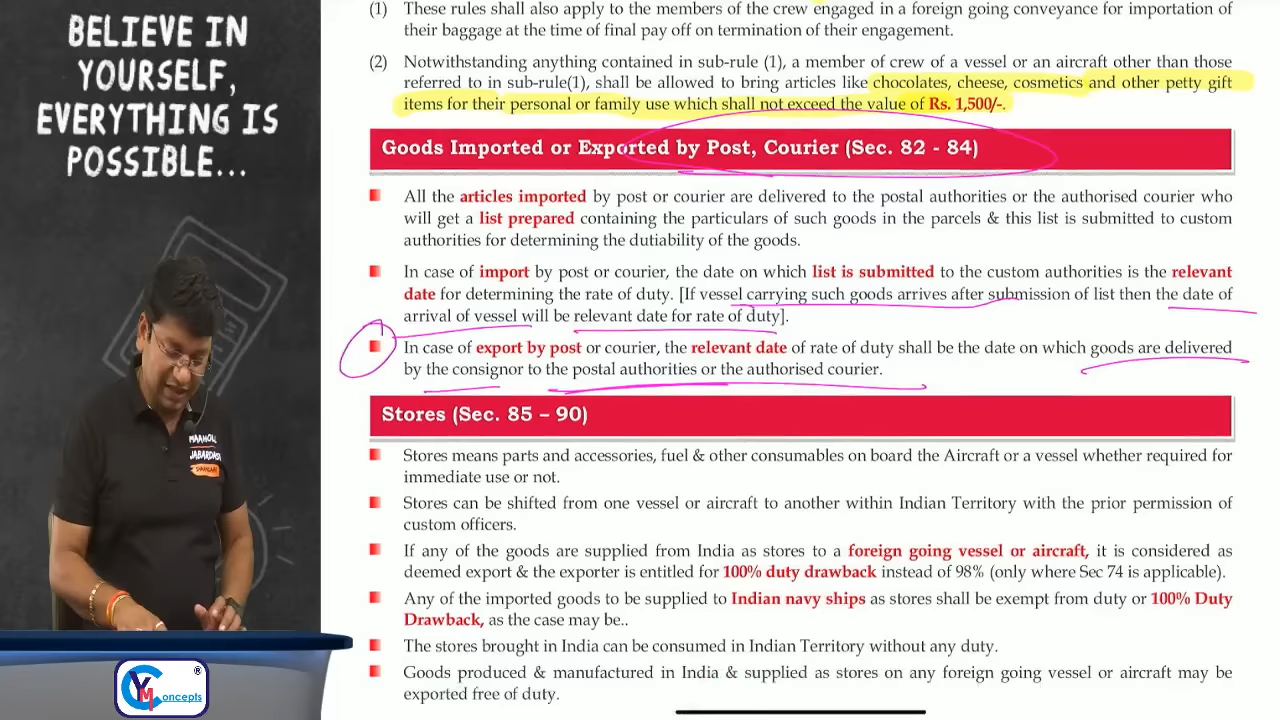 BELIEVE IN
YOURSELF,
EVERYTHING IS
POSSIBLE...
(1) These rules shall also apply to the members of the crew engaged in a foreign going conveyance for importation of
their baggage at the time of final pay off on termination of their engagement.
(2) Notwithstanding anything contained in sub-rule (1), a member of crew of a vessel or an aircraft other than those
referred to in sub-rule(1), shall be allowed to bring articles like chocolates, cheese, cosmetics and other petty gift
items for their personal or family use which shall not exceed the value of Rs. 1,500/-.
Goods Imported or Exported by Post, Courier (Sec. 82 - 84)
All the articles imported by post or courier are delivered to the postal authorities or the authorised courier who
will get a list prepared containing the particulars of such goods in the parcels & this list is submitted to custom
authorities for determining the dutiability of the goods.
In case of import by post or courier, the date on which list is submitted to the custom authorities is the relevant
date for determining the rate of duty. [If vessel carrying such goods arrives after submission of list then the date of
arrival of vessel will be relevant date for rate of duty].
In case of export by post or courier, the relevant date of rate of duty shall be the date on which goods are delivered
by the consignor to the postal authorities or the authorised courier.
Stores (Sec. 85 – 90)
Stores means parts and accessories, fuel & other consumables on board the Aircraft or a vessel whether required for
immediate use or not.
Stores can be shifted from one vessel or aircraft to another within Indian Territory with the prior permission of
custom officers.
If any of the goods are supplied from India as stores to a foreign going vessel or aircraft, it is considered as
deemed export & the exporter is entitled for 100% duty drawback instead of 98% (only where Sec 74 is applicable).
Any of the imported goods to be supplied to Indian navy ships as stores shall be exempt from duty or 100% Duty
Drawback, as the case may be..
The stores brought in India can be consumed in Indian Territory without any duty.
Goods produced & manufactured in India & supplied as stores on any foreign going vessel or aircraft may be
exported free of duty.
MAAHOUL
JABARDAST
YM Concepts ®